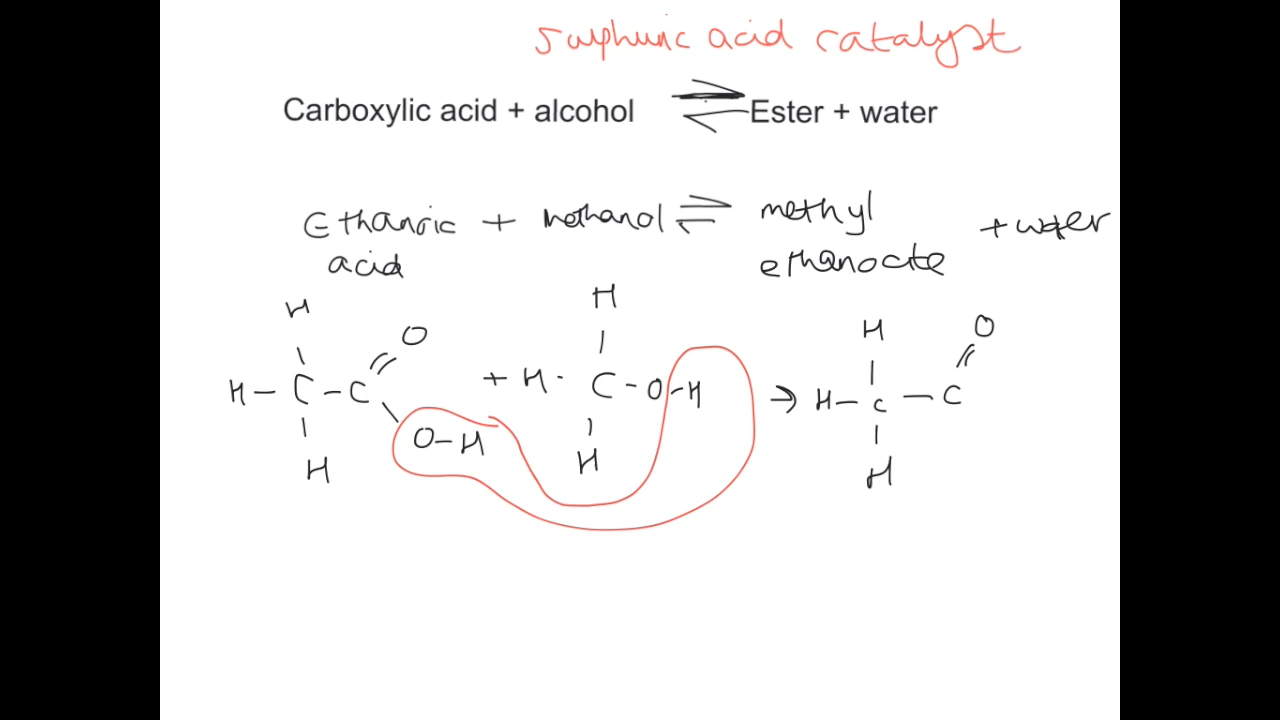 sulphuric acid catalyst
Carboxylic acid + alcohol ⇌ Ester + water
Ethanoic + methanol ⇌ methyl + water
acid ethanoate
H H H O
O
H – C – C + H · C – O – H → H – C – C
O – H
H H H